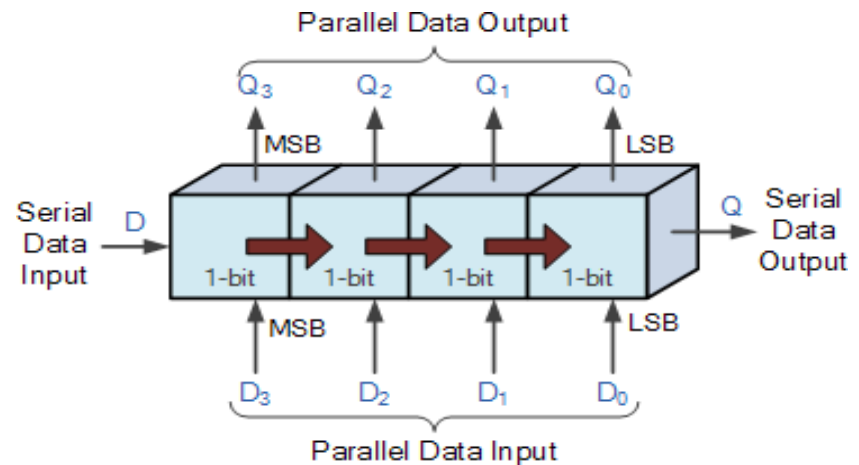 Parallel Data Output
Q₃ Q₂ Q₁ Q₀
MSB LSB
Serial Data Input
D
Q
Serial Data Output
1-bit 1-bit 1-bit 1-bit
MSB LSB
D₃ D₂ D₁ D₀
Parallel Data Input